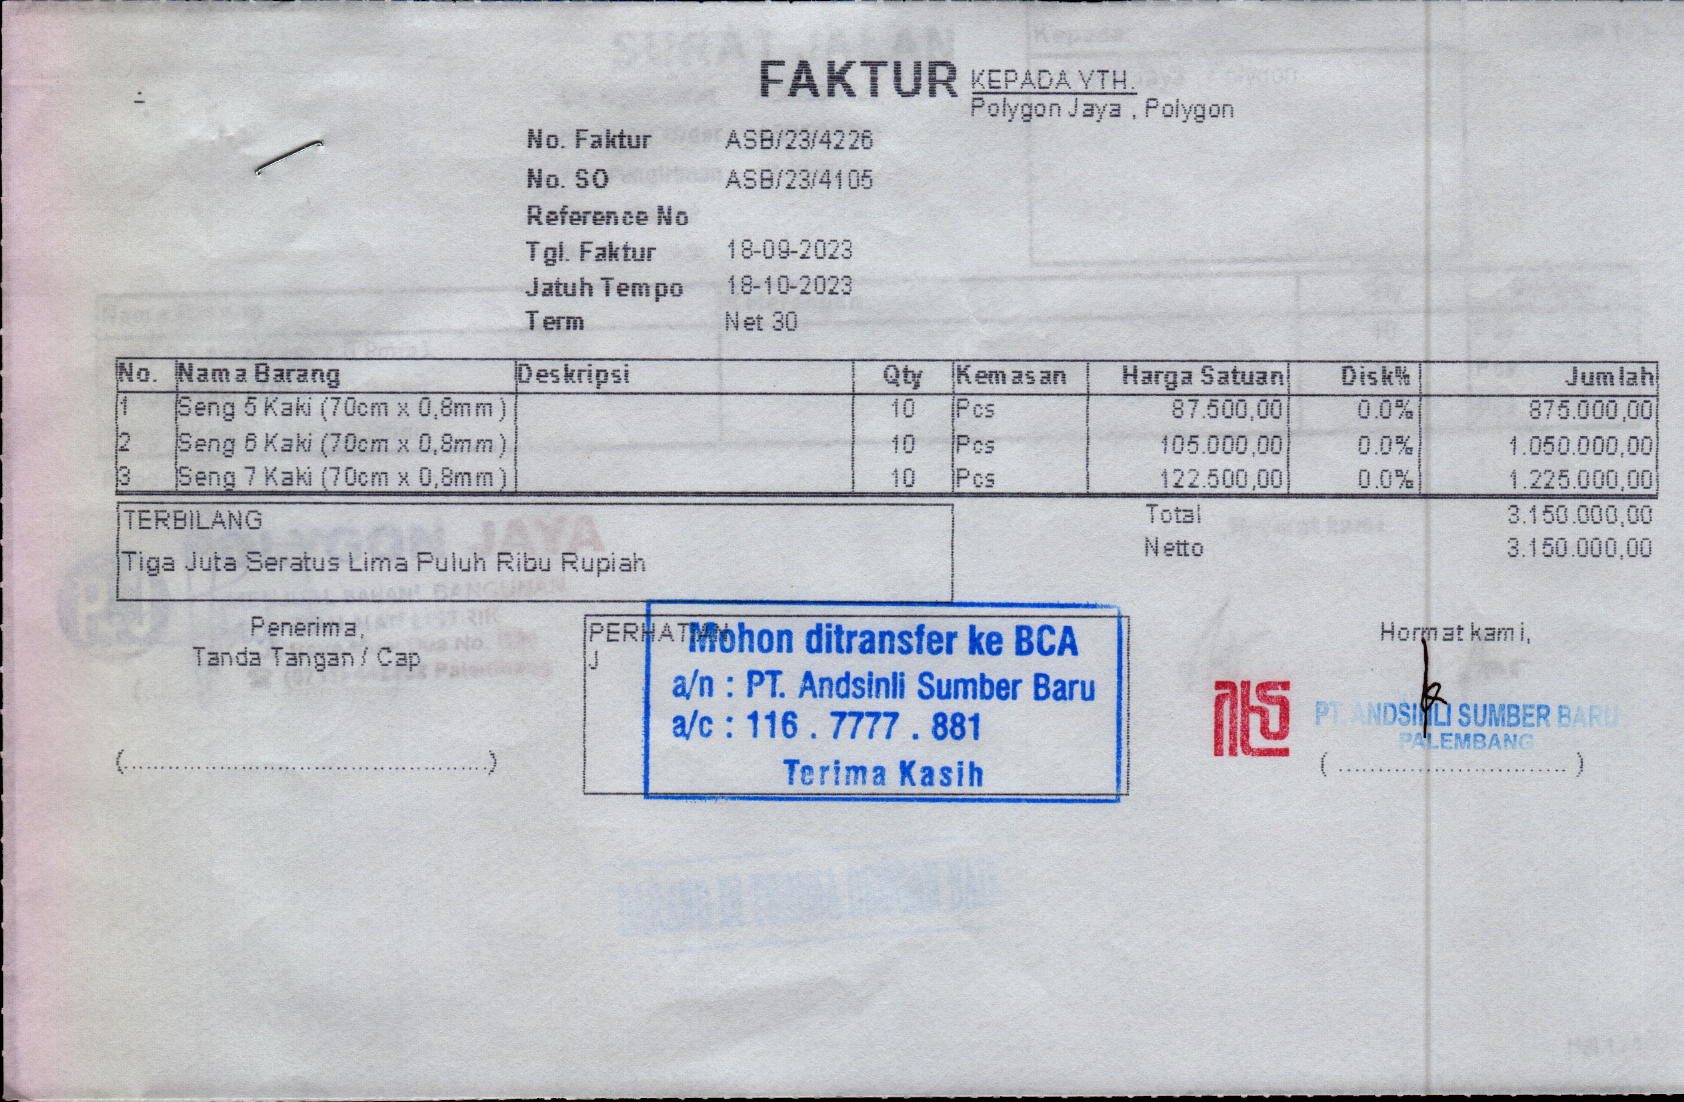 FAKTUR
KEPADA YTH.
Polygon Jaya , Polygon
No. Faktur ASB/23/4226
No. SO ASB/23/4105
Reference No
Tgl. Faktur 18-09-2023
Jatuh Tempo 18-10-2023
Term Net 30
No. Nama Barang Deskripsi Qty Kemasan Harga Satuan Disk% Jumlah
1 Seng 5 Kaki (70cm x 0,8mm) 10 Pcs 87.500,00 0.0% 875.000,00
2 Seng 6 Kaki (70cm x 0,8mm) 10 Pcs 105.000,00 0.0% 1.050.000,00
3 Seng 7 Kaki (70cm x 0,8mm) 10 Pcs 122.500,00 0.0% 1.225.000,00
TERBILANG
Tiga Juta Seratus Lima Puluh Ribu Rupiah
Total 3.150.000,00
Netto 3.150.000,00
Penerima,
Tanda Tangan / Cap
(................................................)
PERHATIAN
J
Mohon ditransfer ke BCA
a/n : PT. Andsinli Sumber Baru
a/c : 116 . 7777 . 881
Terima Kasih
Hormat kami,
PT. ANDSINLI SUMBER BARU
PALEMBANG
( ............................. )